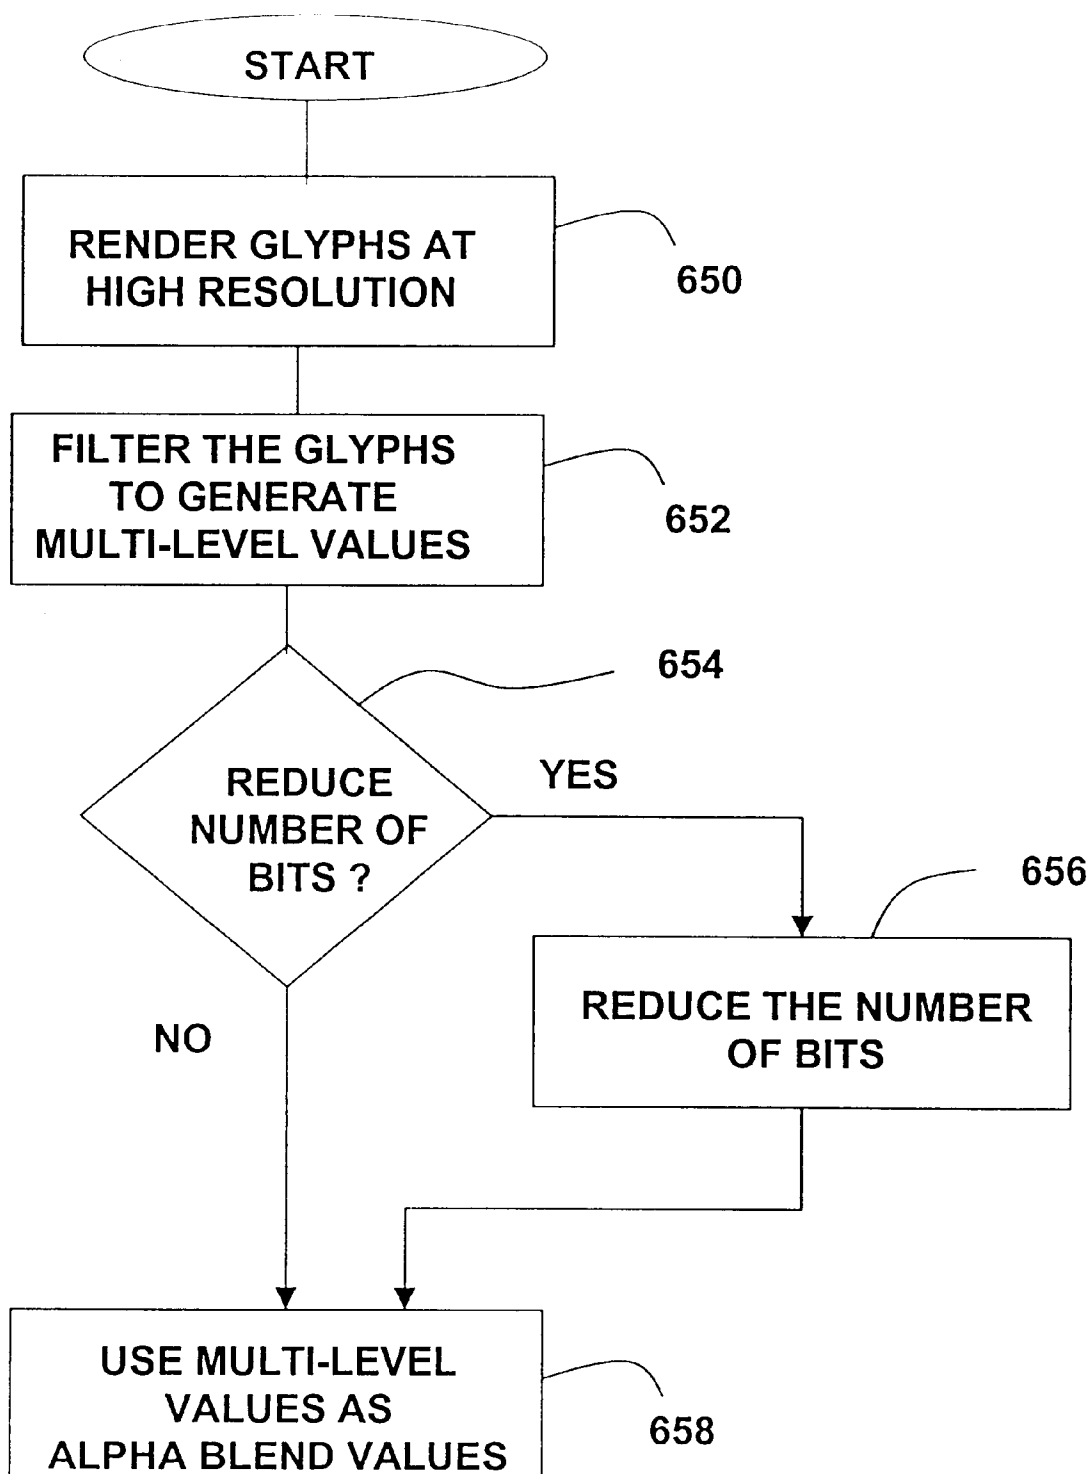 START
RENDER GLYPHS AT
HIGH RESOLUTION
650
FILTER THE GLYPHS
TO GENERATE
MULTI-LEVEL VALUES
652
654
REDUCE
NUMBER OF
BITS ?
YES
656
REDUCE THE NUMBER
OF BITS
NO
USE MULTI-LEVEL
VALUES AS
ALPHA BLEND VALUES
658